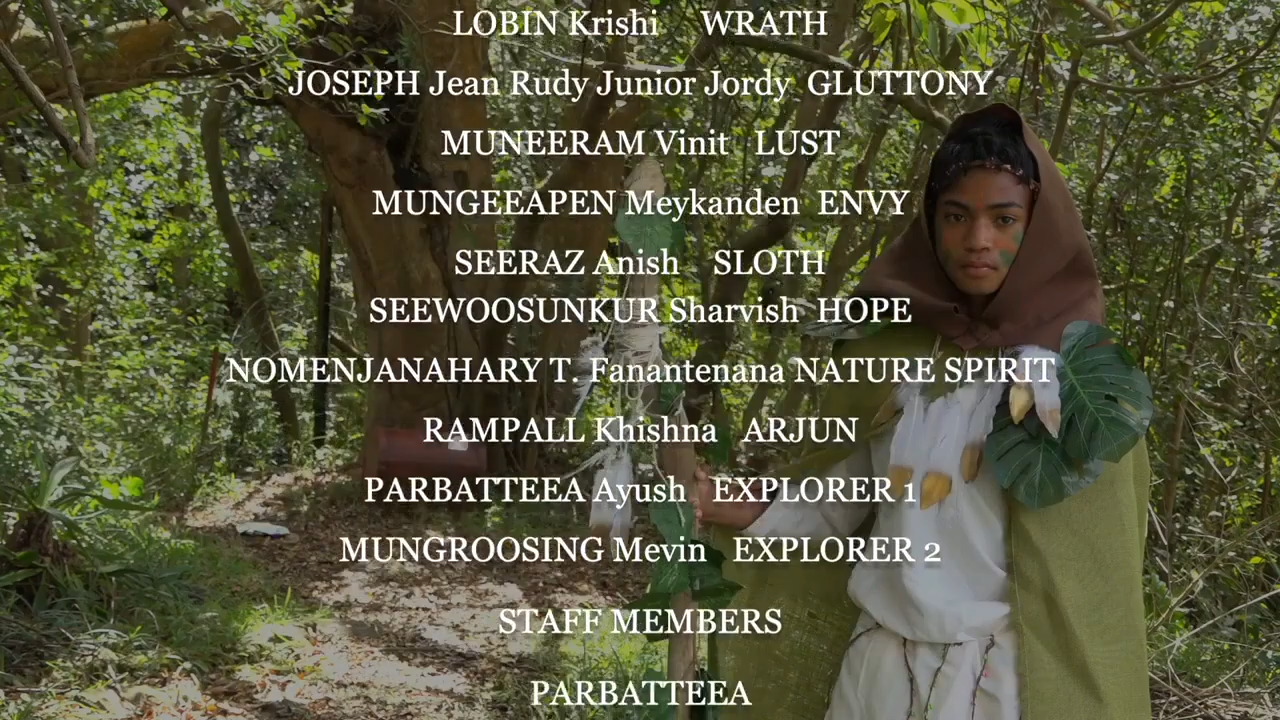 LOBIN Krishi WRATH
JOSEPH Jean Rudy Junior Jordy GLUTTONY
MUNEERAM Vinit LUST
MUNGEEAPEN Meykanden ENVY
SEERAZ Anish SLOTH
SEEWOOSUNKUR Sharvish HOPE
NOMENJANAHARY T. Fanantenana NATURE SPIRIT
RAMPALL Khishna ARJUN
PARBATTEEA Ayush EXPLORER 1
MUNGROOSING Mevin EXPLORER 2
STAFF MEMBERS
PARBATTEEA